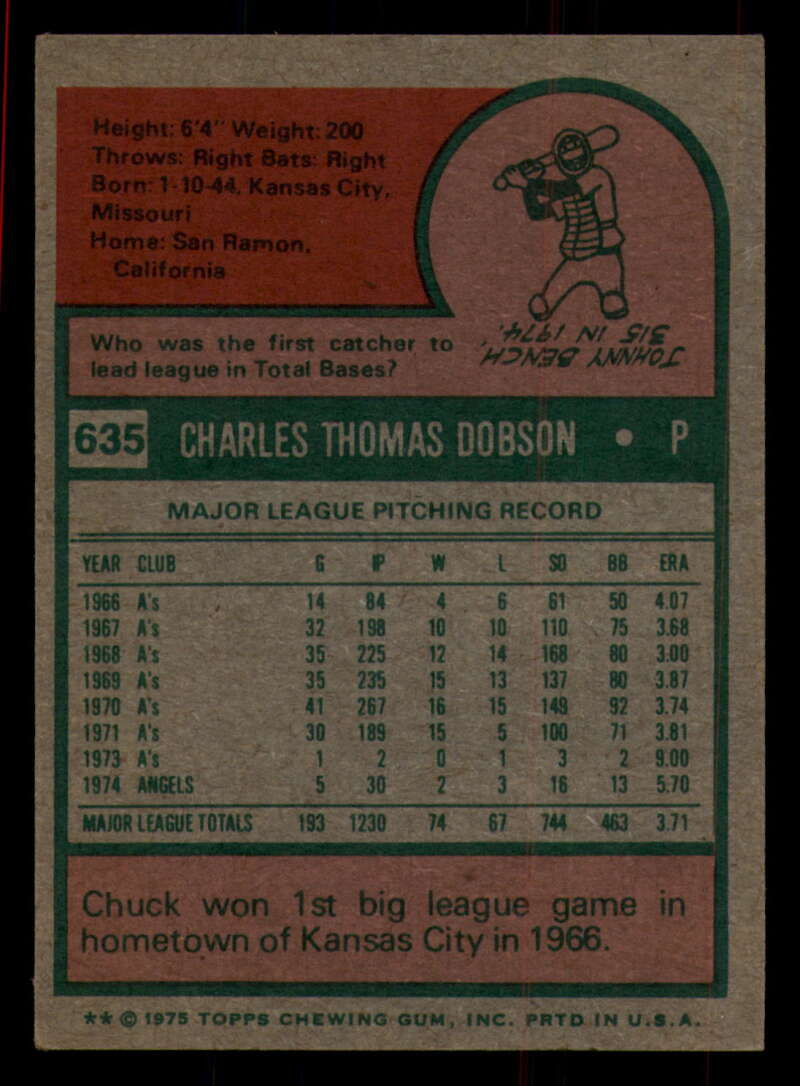 Height: 6'4" Weight: 200
Throws: Right Bats: Right
Born: 1-10-44, Kansas City,
Missouri
Home: San Ramon,
California
Who was the first catcher to
lead league in Total Bases?
JOHNNY BENCH,
315 IN 1974.
635 CHARLES THOMAS DOBSON • P
MAJOR LEAGUE PITCHING RECORD
YEAR CLUB G IP W L SO BB ERA
1966 A's 14 84 4 6 61 50 4.07
1967 A's 32 198 10 10 110 75 3.68
1968 A's 35 225 12 14 168 80 3.00
1969 A's 35 235 15 13 137 80 3.87
1970 A's 41 267 16 15 149 92 3.74
1971 A's 30 189 15 5 100 71 3.81
1973 A's 1 2 0 1 3 2 9.00
1974 ANGELS 5 30 2 3 16 13 5.70
MAJOR LEAGUE TOTALS 193 1230 74 67 744 463 3.71
Chuck won 1st big league game in
hometown of Kansas City in 1966.
** © 1975 TOPPS CHEWING GUM, INC. PRTD IN U.S.A.